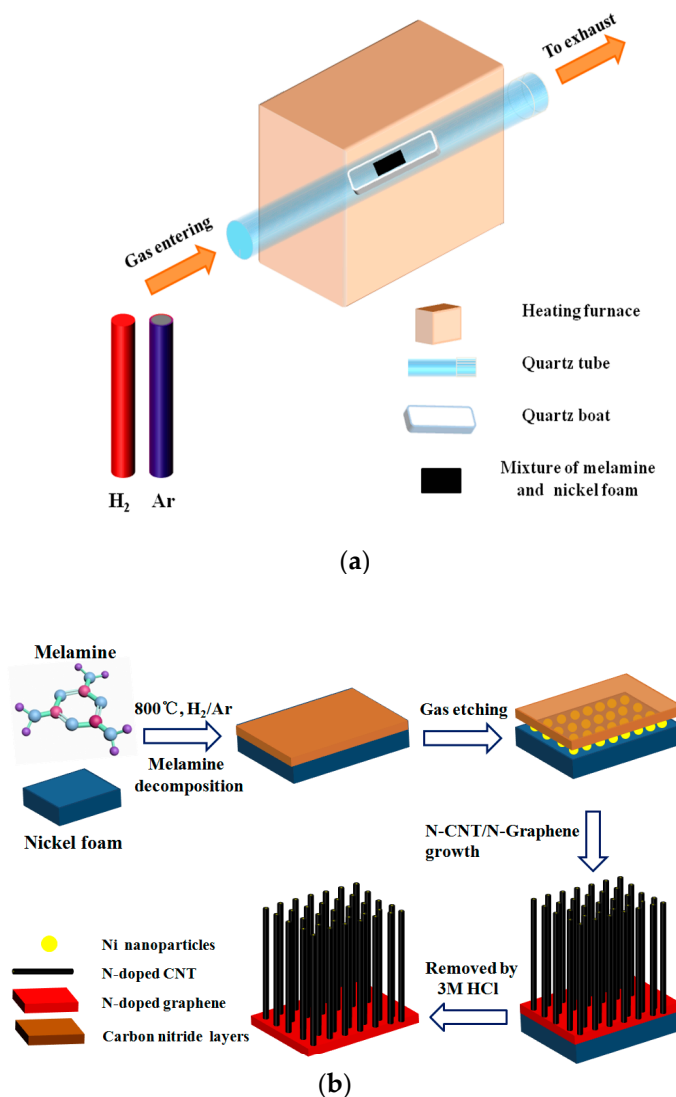 To exhaust
Gas entering
H₂ Ar
Heating furnace
Quartz tube
Quartz boat
Mixture of melamine
and nickel foam
(a)
Melamine
Nickel foam
800℃, H₂/Ar
Melamine
decomposition
Gas etching
N-CNT/N-Graphene
growth
Removed by
3M HCl
Ni nanoparticles
N-doped CNT
N-doped graphene
Carbon nitride layers
(b)